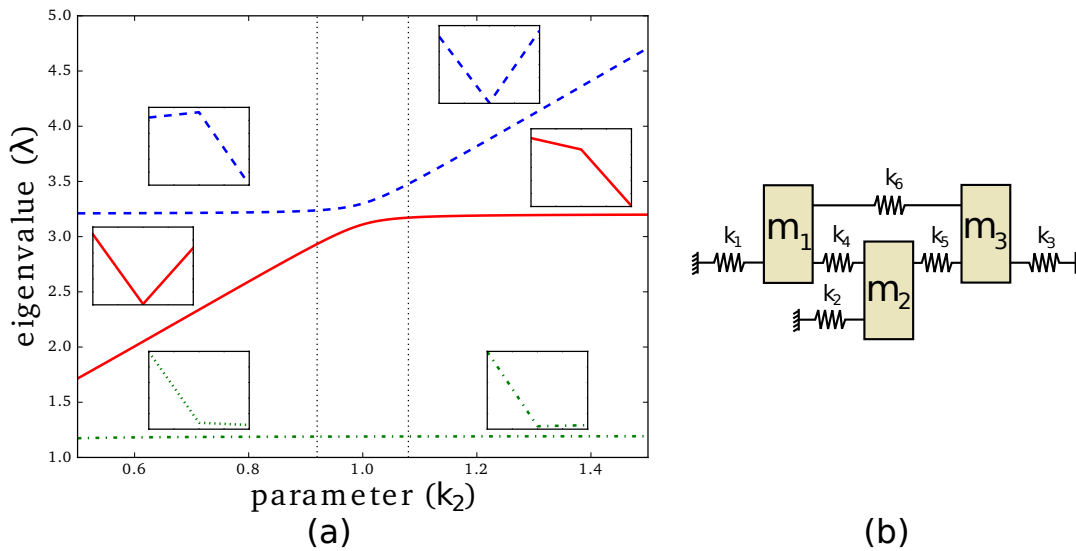 5.0
4.5
4.0
3.5
3.0
2.5
2.0
1.5
1.0
0.6
0.8
1.0
1.2
1.4
eigenvalue (λ)
parameter (k2)
(a)
k1
k2
k3
k4
k5
k6
m1
m2
m3
(b)